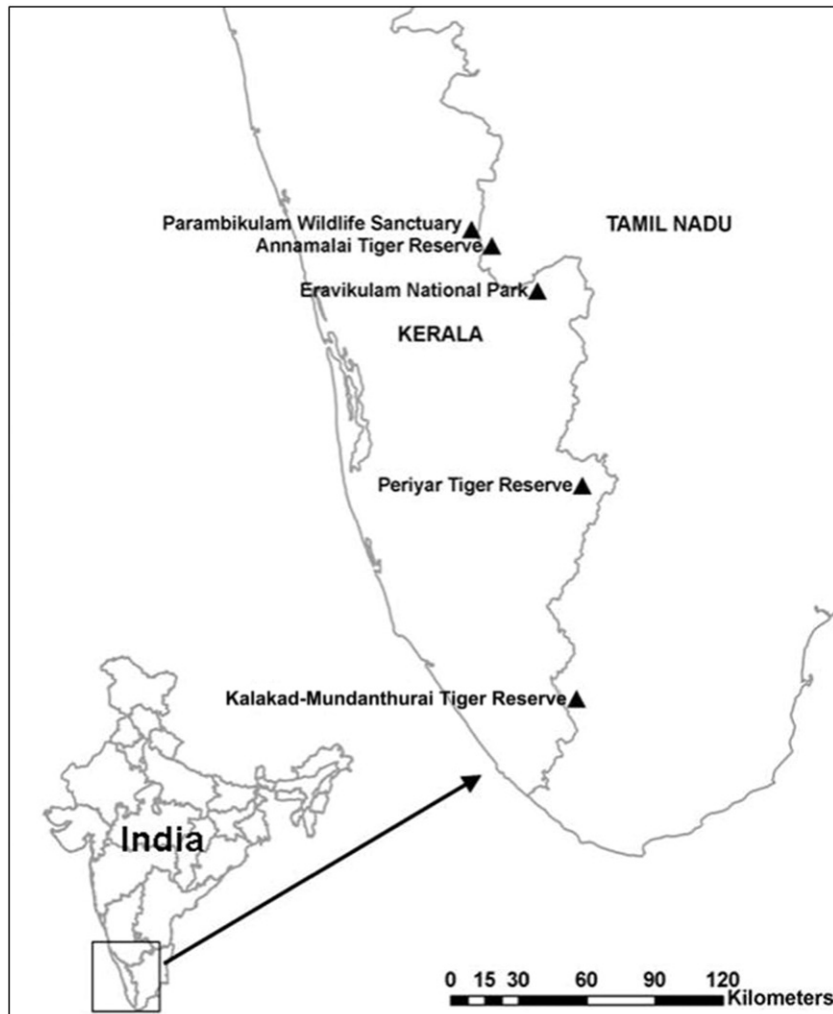 Parambikulam Wildlife Sanctuary
TAMIL NADU
Annamalai Tiger Reserve
Eravikulam National Park
KERALA
Periyar Tiger Reserve
Kalakad-Mundanthurai Tiger Reserve
India
0 15 30 60 90 120
Kilometers